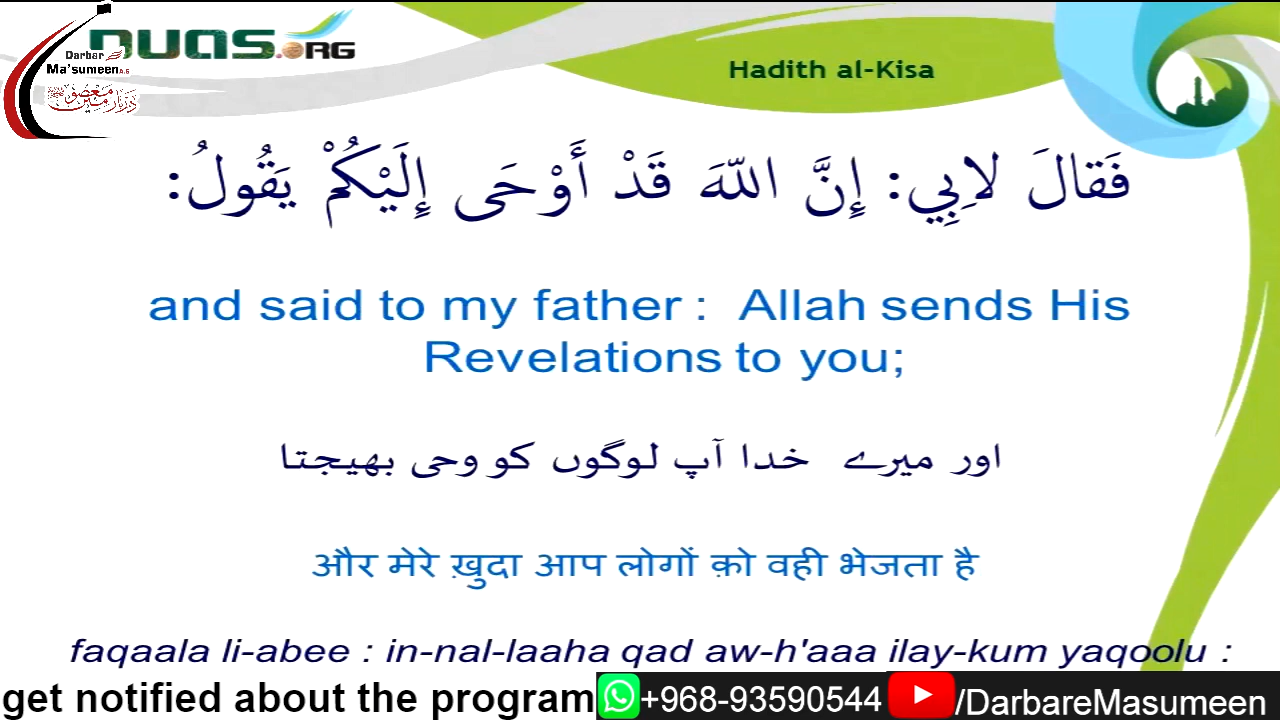 DUAS.ORG
Darbar
Ma'sumeen A.S
دربار معصومین
Hadith al-Kisa
فَقالَ لاِبِي: إِنَّ اللّهَ قَدْ أَوْحَى إِلَيْكُمْ يَقُولُ:
and said to my father : Allah sends His
Revelations to you;
اور میرے خدا آپ لوگوں کو وحی بھیجتا
और मेरे ख़ुदा आप लोगों क़ो वही भेजता है
faqaala li-abee : in-nal-laaha qad aw-h'aaa ilay-kum yaqoolu :
get notified about the program +968-93590544 /DarbareMasumeen